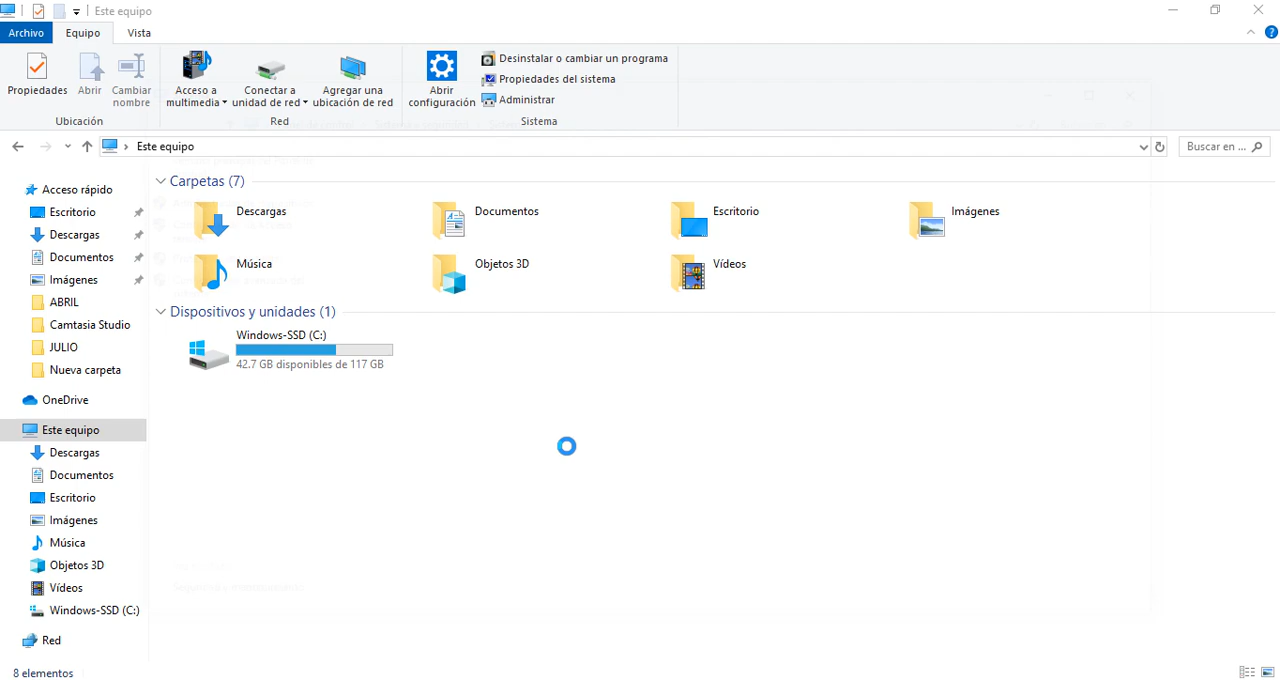 Este equipo
Archivo Equipo Vista
Propiedades
Abrir
Cambiar
nombre
Ubicación
Acceso a
multimedia
Conectar a
unidad de red
Agregar una
ubicación de red
Red
Abrir
configuración
Desinstalar o cambiar un programa
Propiedades del sistema
Administrar
Sistema
Este equipo
Buscar en ...
Acceso rápido
Escritorio
Descargas
Documentos
Imágenes
ABRIL
Camtasia Studio
JULIO
Nueva carpeta
OneDrive
Este equipo
Descargas
Documentos
Escritorio
Imágenes
Música
Objetos 3D
Vídeos
Windows-SSD (C:)
Red
Carpetas (7)
Descargas
Documentos
Escritorio
Imágenes
Música
Objetos 3D
Vídeos
Dispositivos y unidades (1)
Windows-SSD (C:)
42.7 GB disponibles de 117 GB
8 elementos